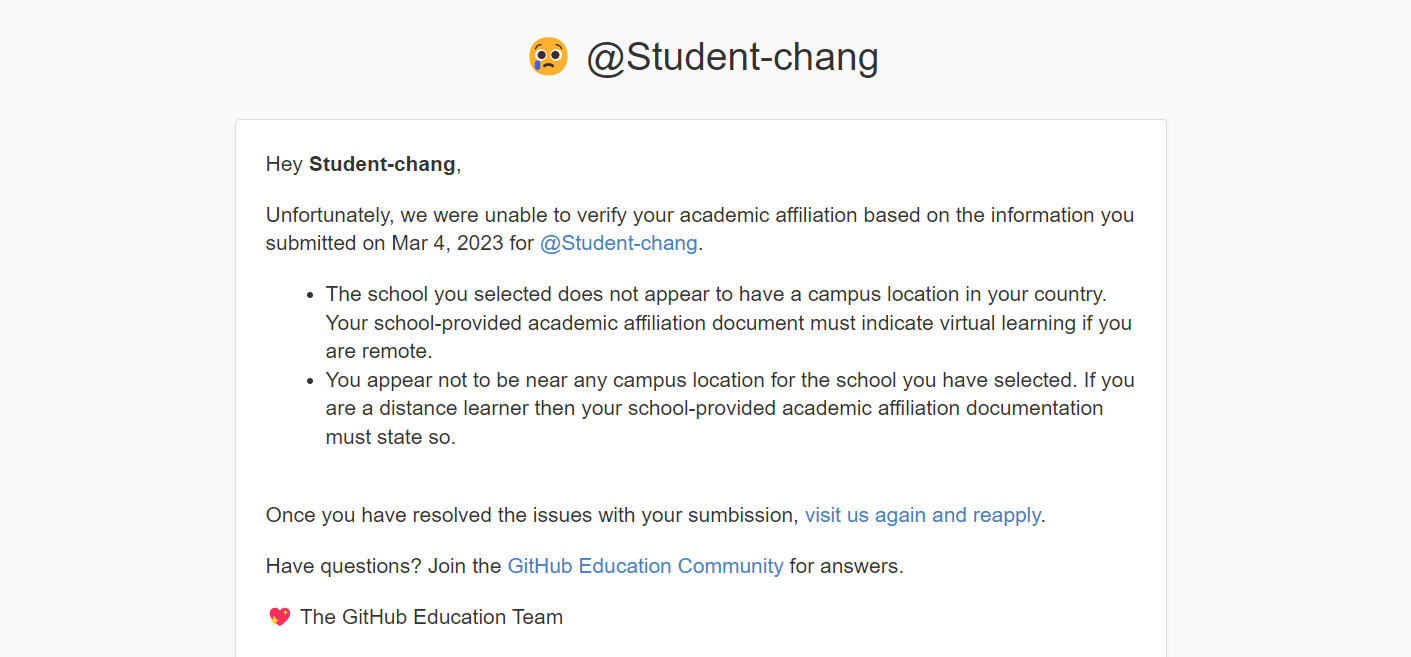 😢 @Student-chang
Hey Student-chang,
Unfortunately, we were unable to verify your academic affiliation based on the information you
submitted on Mar 4, 2023 for @Student-chang.
• The school you selected does not appear to have a campus location in your country.
Your school-provided academic affiliation document must indicate virtual learning if you
are remote.
• You appear not to be near any campus location for the school you have selected. If you
are a distance learner then your school-provided academic affiliation documentation
must state so.
Once you have resolved the issues with your sumbission, visit us again and reapply.
Have questions? Join the GitHub Education Community for answers.
💖 The GitHub Education Team